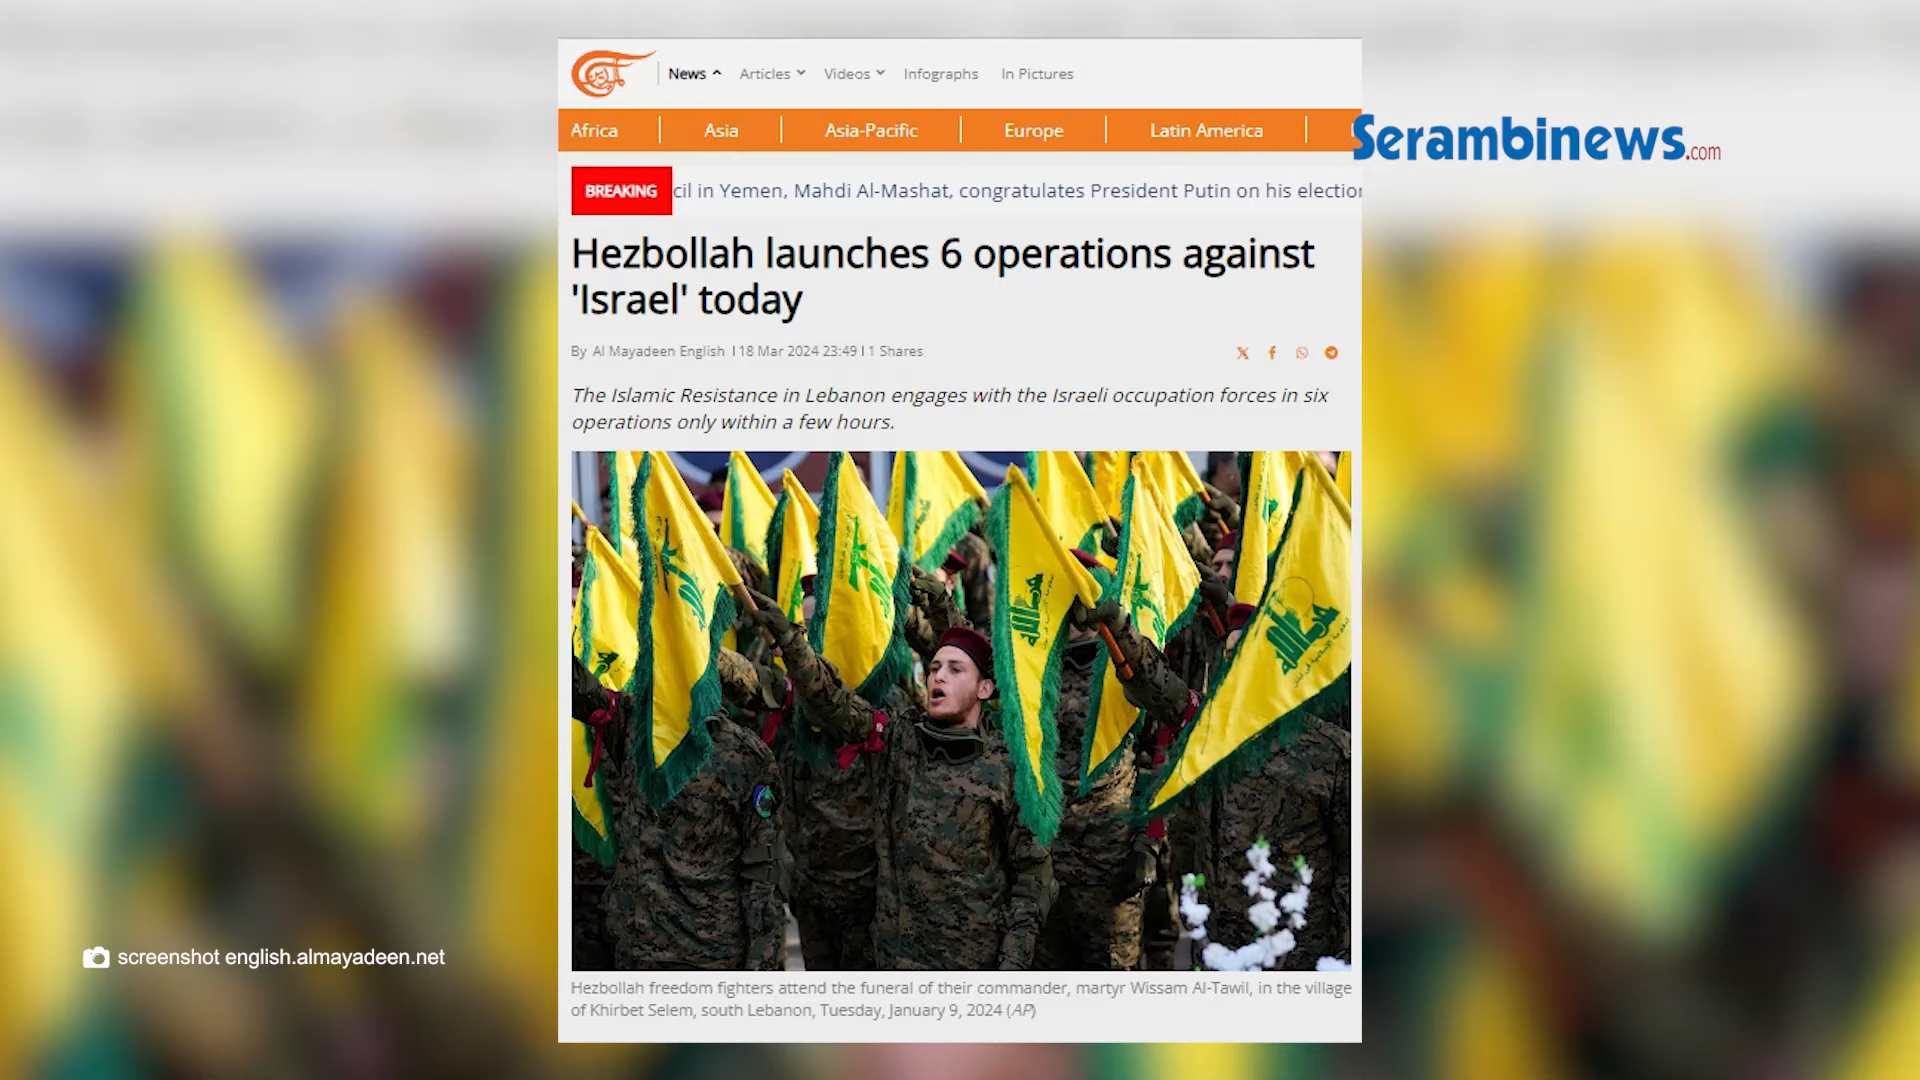 News Articles Videos Infographs In Pictures
Africa Asia Asia-Pacific Europe Latin America
Serambinews.com
BREAKING cil in Yemen, Mahdi Al-Mashat, congratulates President Putin on his election
Hezbollah launches 6 operations against
'Israel' today
By Al Mayadeen English | 18 Mar 2024 23:49 | 1 Shares
The Islamic Resistance in Lebanon engages with the Israeli occupation forces in six
operations only within a few hours.
screenshot english.almayadeen.net
Hezbollah freedom fighters attend the funeral of their commander, martyr Wissam Al-Tawil, in the village
of Khirbet Selem, south Lebanon, Tuesday, January 9, 2024 (AP)